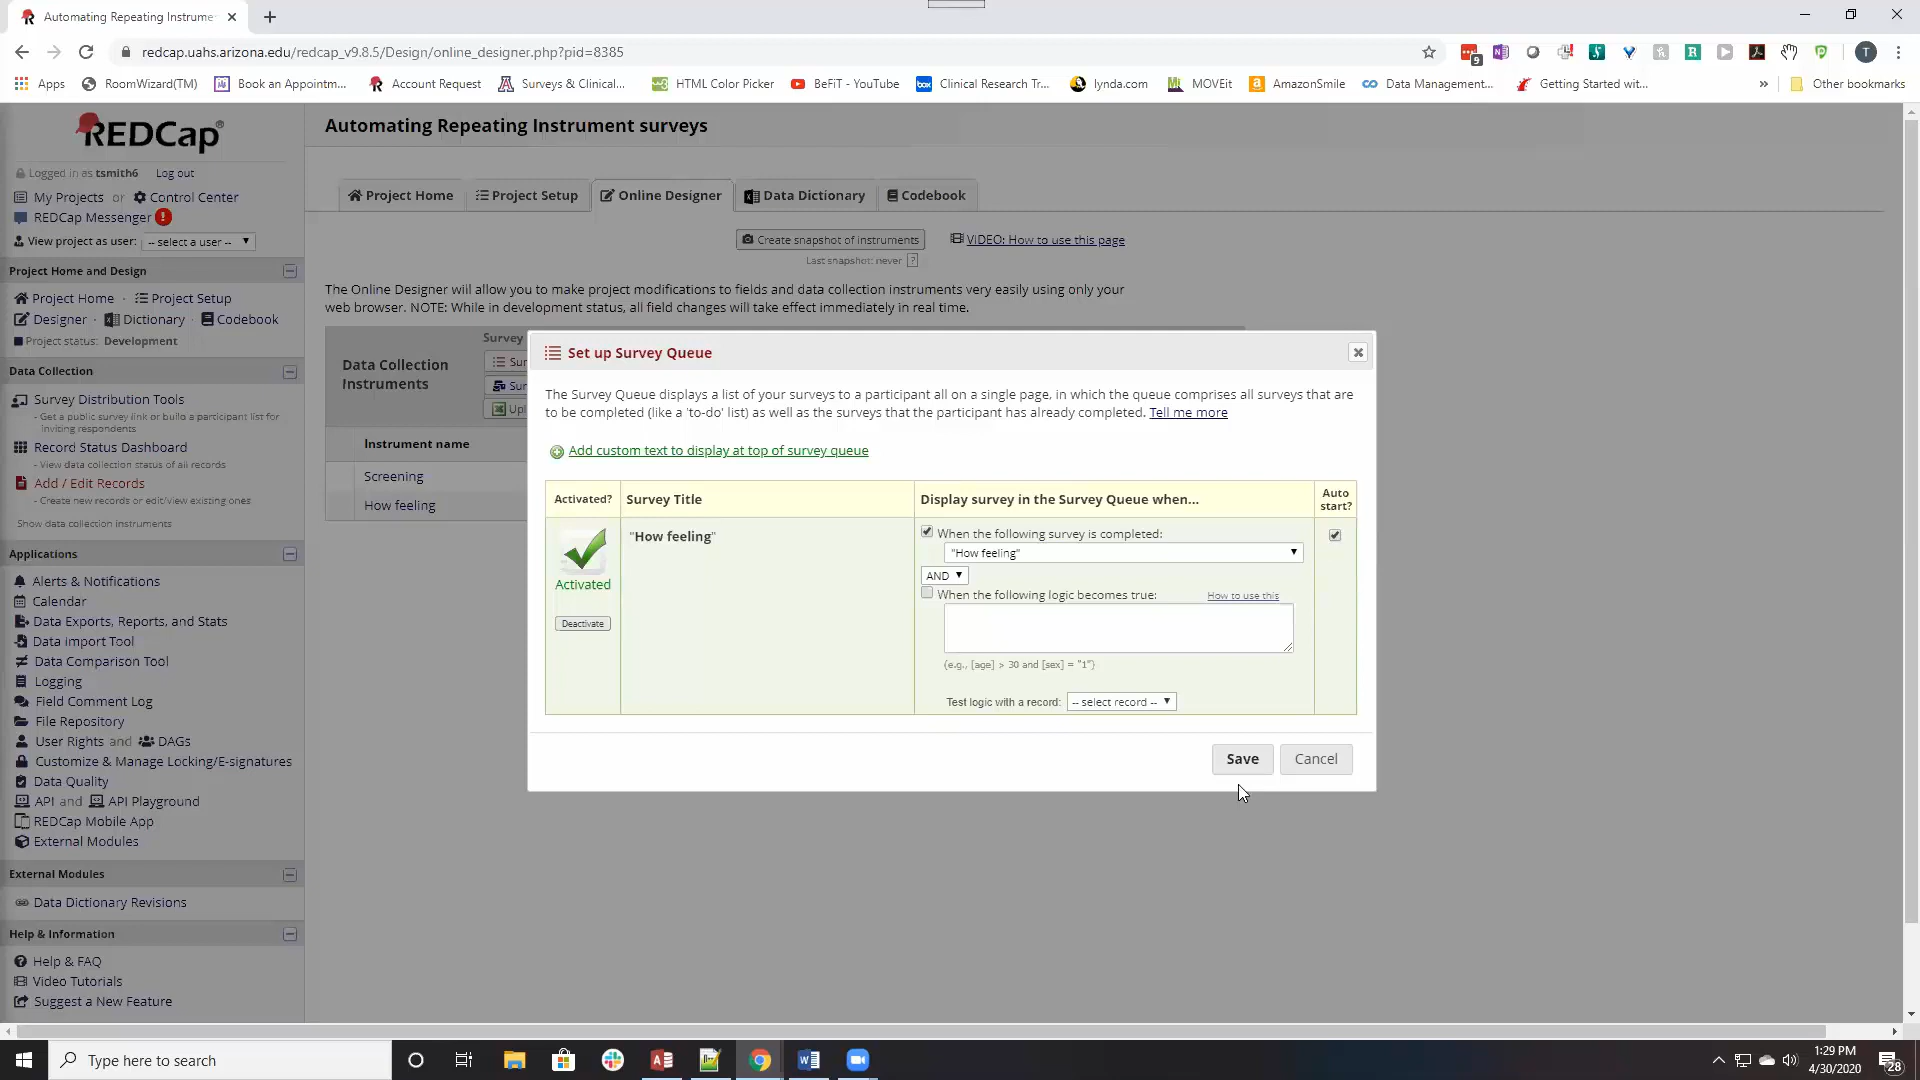 Automating Repeating Instrume
redcap.uahs.arizona.edu/redcap_v9.8.5/Design/online_designer.php?pid=8385
9
T
Apps RoomWizard(TM) Book an Appointm... Account Request Surveys & Clinical... HTML Color Picker BeFiT - YouTube Clinical Research Tr... lynda.com MOVEit AmazonSmile Data Management... Getting Started wit... » Other bookmarks
REDCap
Logged in as tsmith6 Log out
My Projects or Control Center
REDCap Messenger !
View project as user: -- select a user --
Project Home and Design
Project Home · Project Setup
Designer · Dictionary · Codebook
Project status: Development
Data Collection
Survey Distribution Tools
- Get a public survey link or build a participant list for
inviting respondents
Record Status Dashboard
- View data collection status of all records
Add / Edit Records
- Create new records or edit/view existing ones
Show data collection instruments
Applications
Alerts & Notifications
Calendar
Data Exports, Reports, and Stats
Data Import Tool
Data Comparison Tool
Logging
Field Comment Log
File Repository
User Rights and DAGs
Customize & Manage Locking/E-signatures
Data Quality
API and API Playground
REDCap Mobile App
External Modules
External Modules
Data Dictionary Revisions
Help & Information
Help & FAQ
Video Tutorials
Suggest a New Feature
Automating Repeating Instrument surveys
Project Home Project Setup Online Designer Data Dictionary Codebook
Create snapshot of instruments VIDEO: How to use this page
Last snapshot: never ?
The Online Designer will allow you to make project modifications to fields and data collection instruments very easily using only your
web browser. NOTE: While in development status, all field changes will take effect immediately in real time.
Data Collection
Instruments
Survey
Sur
Sur
Upl
Instrument name
Screening
How feeling
Set up Survey Queue
The Survey Queue displays a list of your surveys to a participant all on a single page, in which the queue comprises all surveys that are
to be completed (like a 'to-do' list) as well as the surveys that the participant has already completed. Tell me more
Add custom text to display at top of survey queue
Activated? Survey Title Display survey in the Survey Queue when... Auto start?
Activated
Deactivate
"How feeling"
When the following survey is completed:
"How feeling"
AND
When the following logic becomes true: How to use this
(e.g., [age] > 30 and [sex] = "1")
Test logic with a record: -- select record --
Save Cancel
Type here to search
1:29 PM
4/30/2020
28